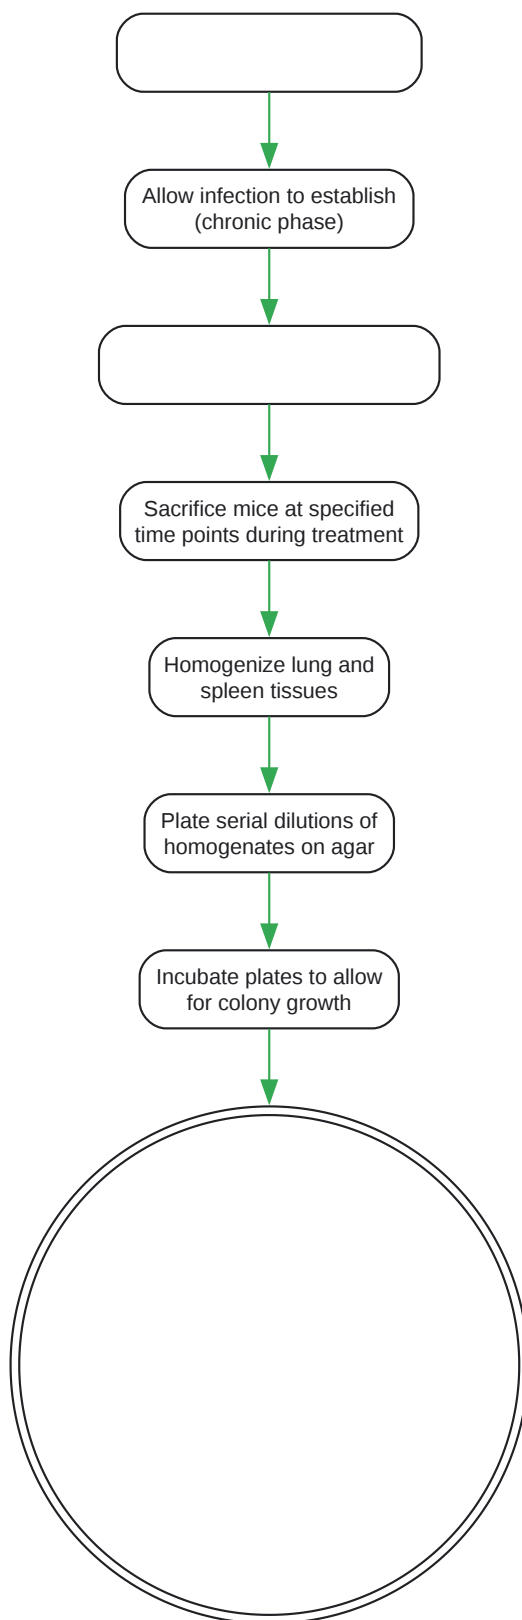 Allow infection to establish
(chronic phase)
Sacrifice mice at specified
time points during treatment
Homogenize lung and
spleen tissues
Plate serial dilutions of
homogenates on agar
Incubate plates to allow
for colony growth